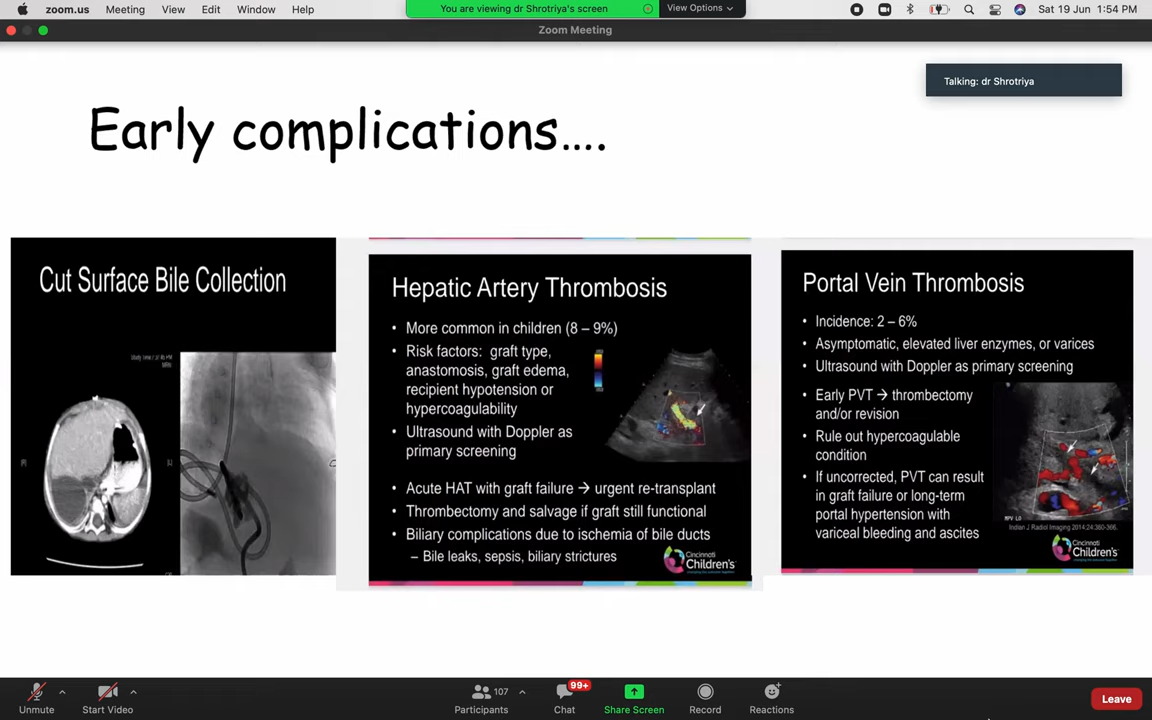 zoom.us Meeting View Edit Window Help
You are viewing dr Shrotriya's screen
View Options
Sat 19 Jun 1:54 PM
Zoom Meeting
Talking: dr Shrotriya
Early complications....
Cut Surface Bile Collection
Hepatic Artery Thrombosis
• More common in children (8 – 9%)
• Risk factors: graft type,
anastomosis, graft edema,
recipient hypotension or
hypercoagulability
• Ultrasound with Doppler as
primary screening
• Acute HAT with graft failure → urgent re-transplant
• Thrombectomy and salvage if graft still functional
• Biliary complications due to ischemia of bile ducts
– Bile leaks, sepsis, biliary strictures
Cincinnati
Children's
Portal Vein Thrombosis
• Incidence: 2 – 6%
• Asymptomatic, elevated liver enzymes, or varices
• Ultrasound with Doppler as primary screening
• Early PVT → thrombectomy
and/or revision
• Rule out hypercoagulable
condition
• If uncorrected, PVT can result
in graft failure or long-term
portal hypertension with
variceal bleeding and ascites
Indian J Radiol Imaging 2014;24:360-366.
Cincinnati
Children's
Unmute
Start Video
107
Participants
99+
Chat
Share Screen
Record
Reactions
Leave